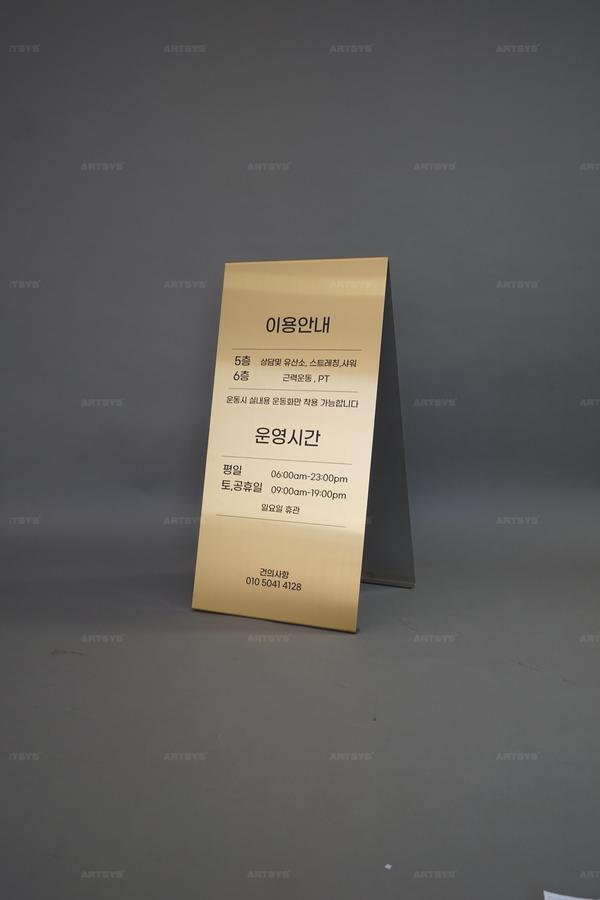 이용안내
5층 상담및 유산소, 스트레칭,샤워
6층 근력운동 , PT
운동시 실내용 운동화만 착용 가능합니다
운영시간
평일 06:00am-23:00pm
토,공휴일 09:00am-19:00pm
일요일 휴관
건의사항
010 5041 4128
ARTSYS